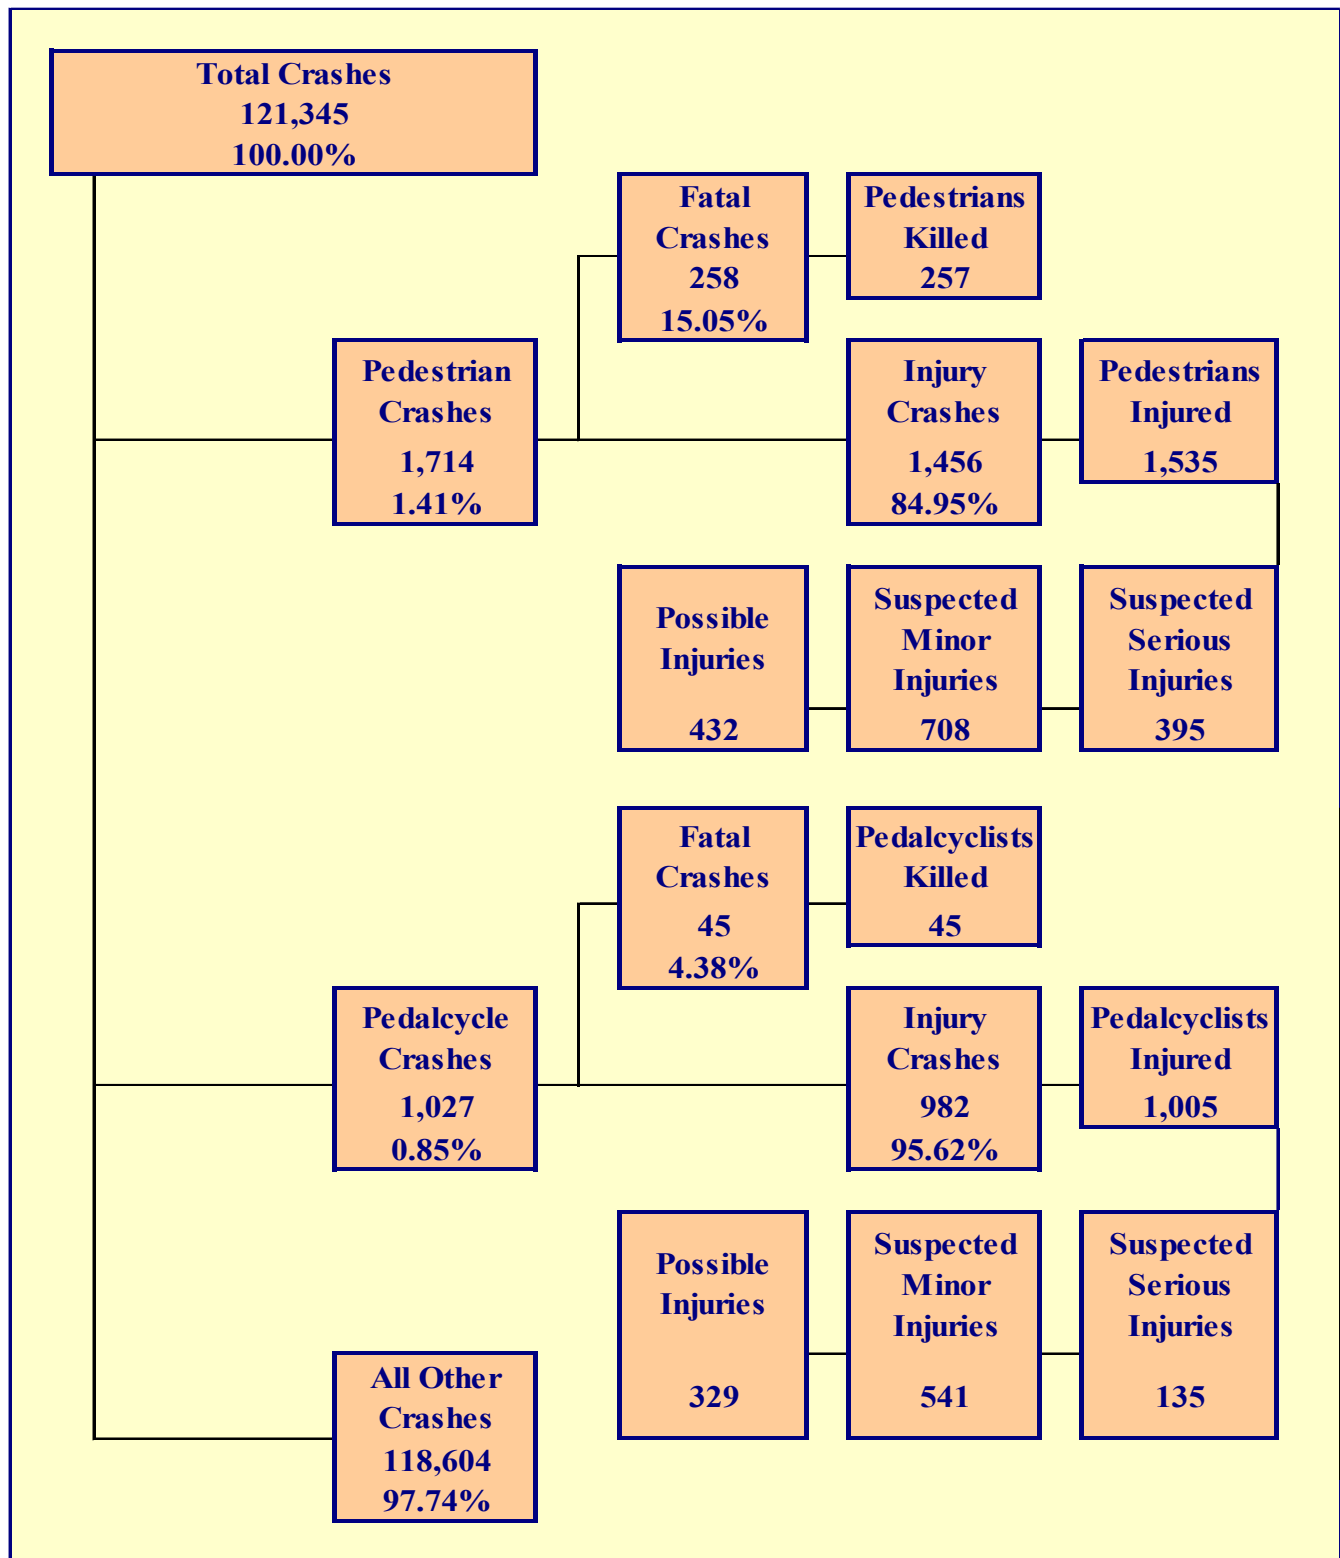 Total Crashes
121,345
100.00%
Fatal
Crashes
258
15.05%
Pedestrians
Killed
257
Pedestrian
Crashes
1,714
1.41%
Injury
Crashes
1,456
84.95%
Pedestrians
Injured
1,535
Possible
Injuries
432
Suspected
Minor
Injuries
708
Suspected
Serious
Injuries
395
Fatal
Crashes
45
4.38%
Pedalcyclists
Killed
45
Pedalcycle
Crashes
1,027
0.85%
Injury
Crashes
982
95.62%
Pedalcyclists
Injured
1,005
Possible
Injuries
329
Suspected
Minor
Injuries
541
Suspected
Serious
Injuries
135
All Other
Crashes
118,604
97.74%